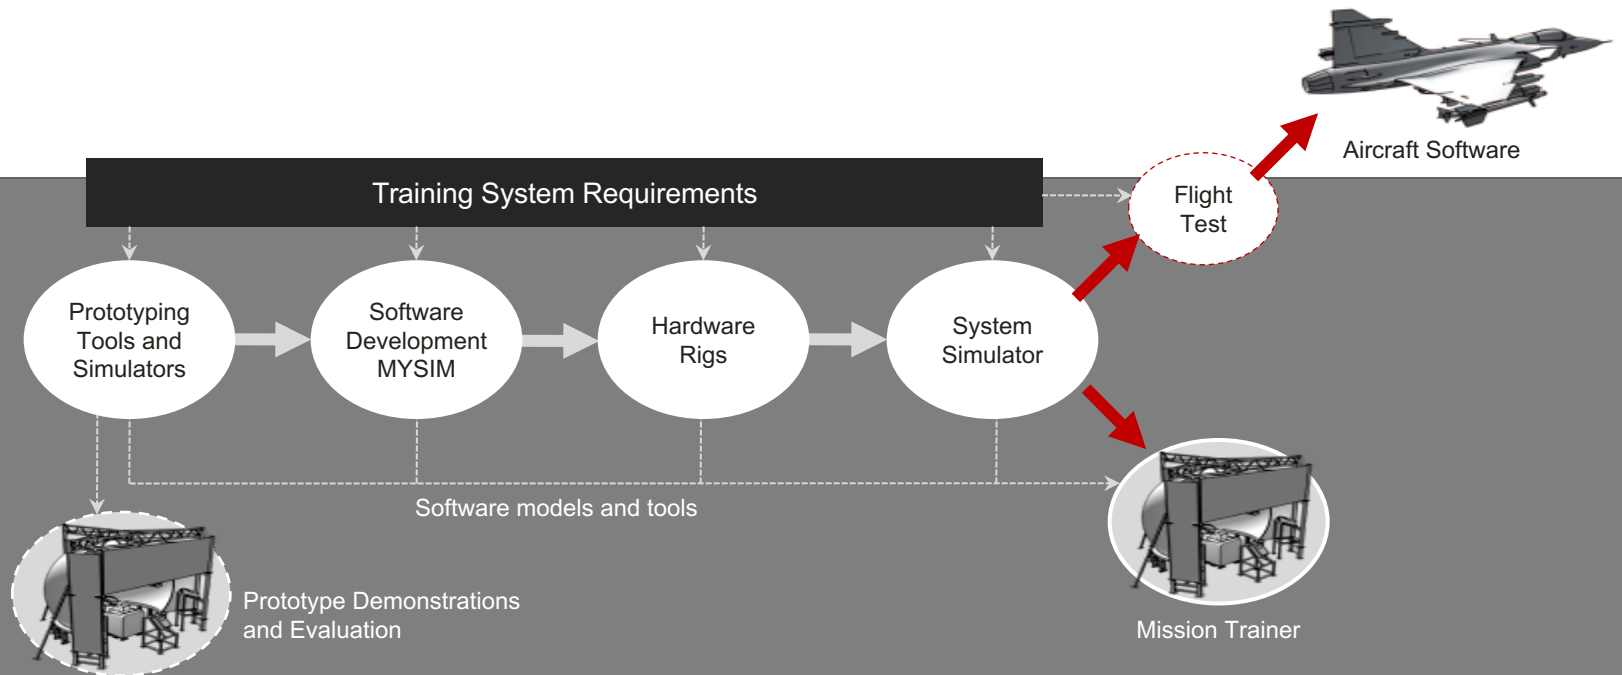 Aircraft Software
Training System Requirements
Flight
Test
Prototyping
Tools and
Simulators
Software
Development
MYSIM
Hardware
Rigs
System
Simulator
Software models and tools
Prototype Demonstrations
and Evaluation
Mission Trainer